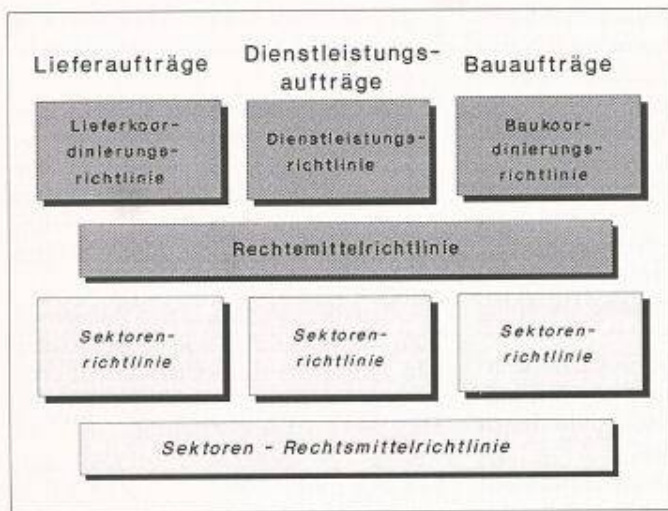 Lieferaufträge
Dienstleistungs-
aufträge
Bauaufträge
Lieferkoor-
dinierungs-
richtlinie
Dienstleistungs-
richtlinie
Baukoor-
dinierungs-
richtlinie
Rechtsmittelrichtlinie
Sektoren-
richtlinie
Sektoren-
richtlinie
Sektoren-
richtlinie
Sektoren - Rechtsmittelrichtlinie